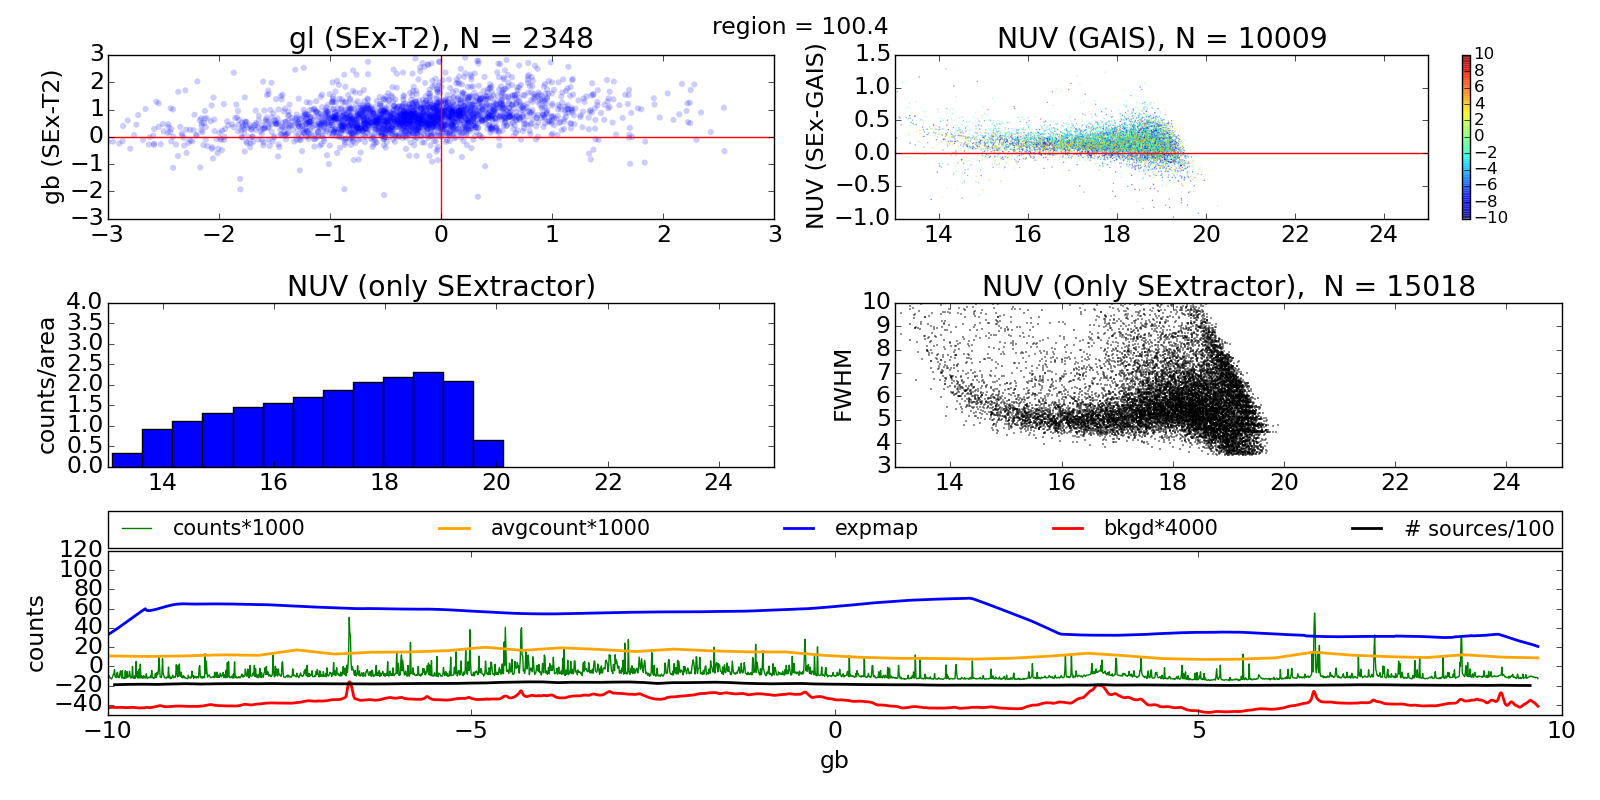 region = 100.4
gl (SEx-T2), N = 2348
gb (SEx-T2)
3
2
1
0
−1
−2
−3
−3 −2 −1 0 1 2 3
NUV (GAIS), N = 10009
NUV (SEx-GAIS)
1.5
1.0
0.5
0.0
−0.5
−1.0
14 16 18 20 22 24
10
8
6
4
2
0
−2
−4
−6
−8
−10
NUV (only SExtractor)
counts/area
4.0
3.5
3.0
2.5
2.0
1.5
1.0
0.5
0.0
14 16 18 20 22 24
NUV (Only SExtractor), N = 15018
FWHM
10
9
8
7
6
5
4
3
14 16 18 20 22 24
counts*1000 avgcount*1000 expmap bkgd*4000 # sources/100
counts
120
100
80
60
40
20
0
−20
−40
−10 −5 0 5 10
gb